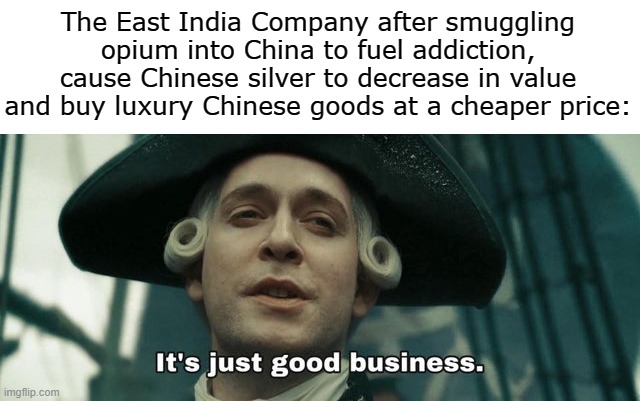 The East India Company after smuggling
opium into China to fuel addiction,
cause Chinese silver to decrease in value
and buy luxury Chinese goods at a cheaper price:
It's just good business.
imgflip.com